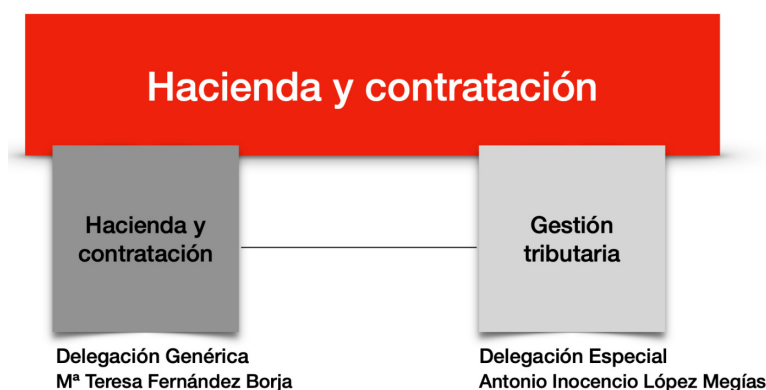 Hacienda y contratación
Hacienda y
contratación
Gestión
tributaria
Delegación Genérica
Mª Teresa Fernández Borja
Delegación Especial
Antonio Inocencio López Megías